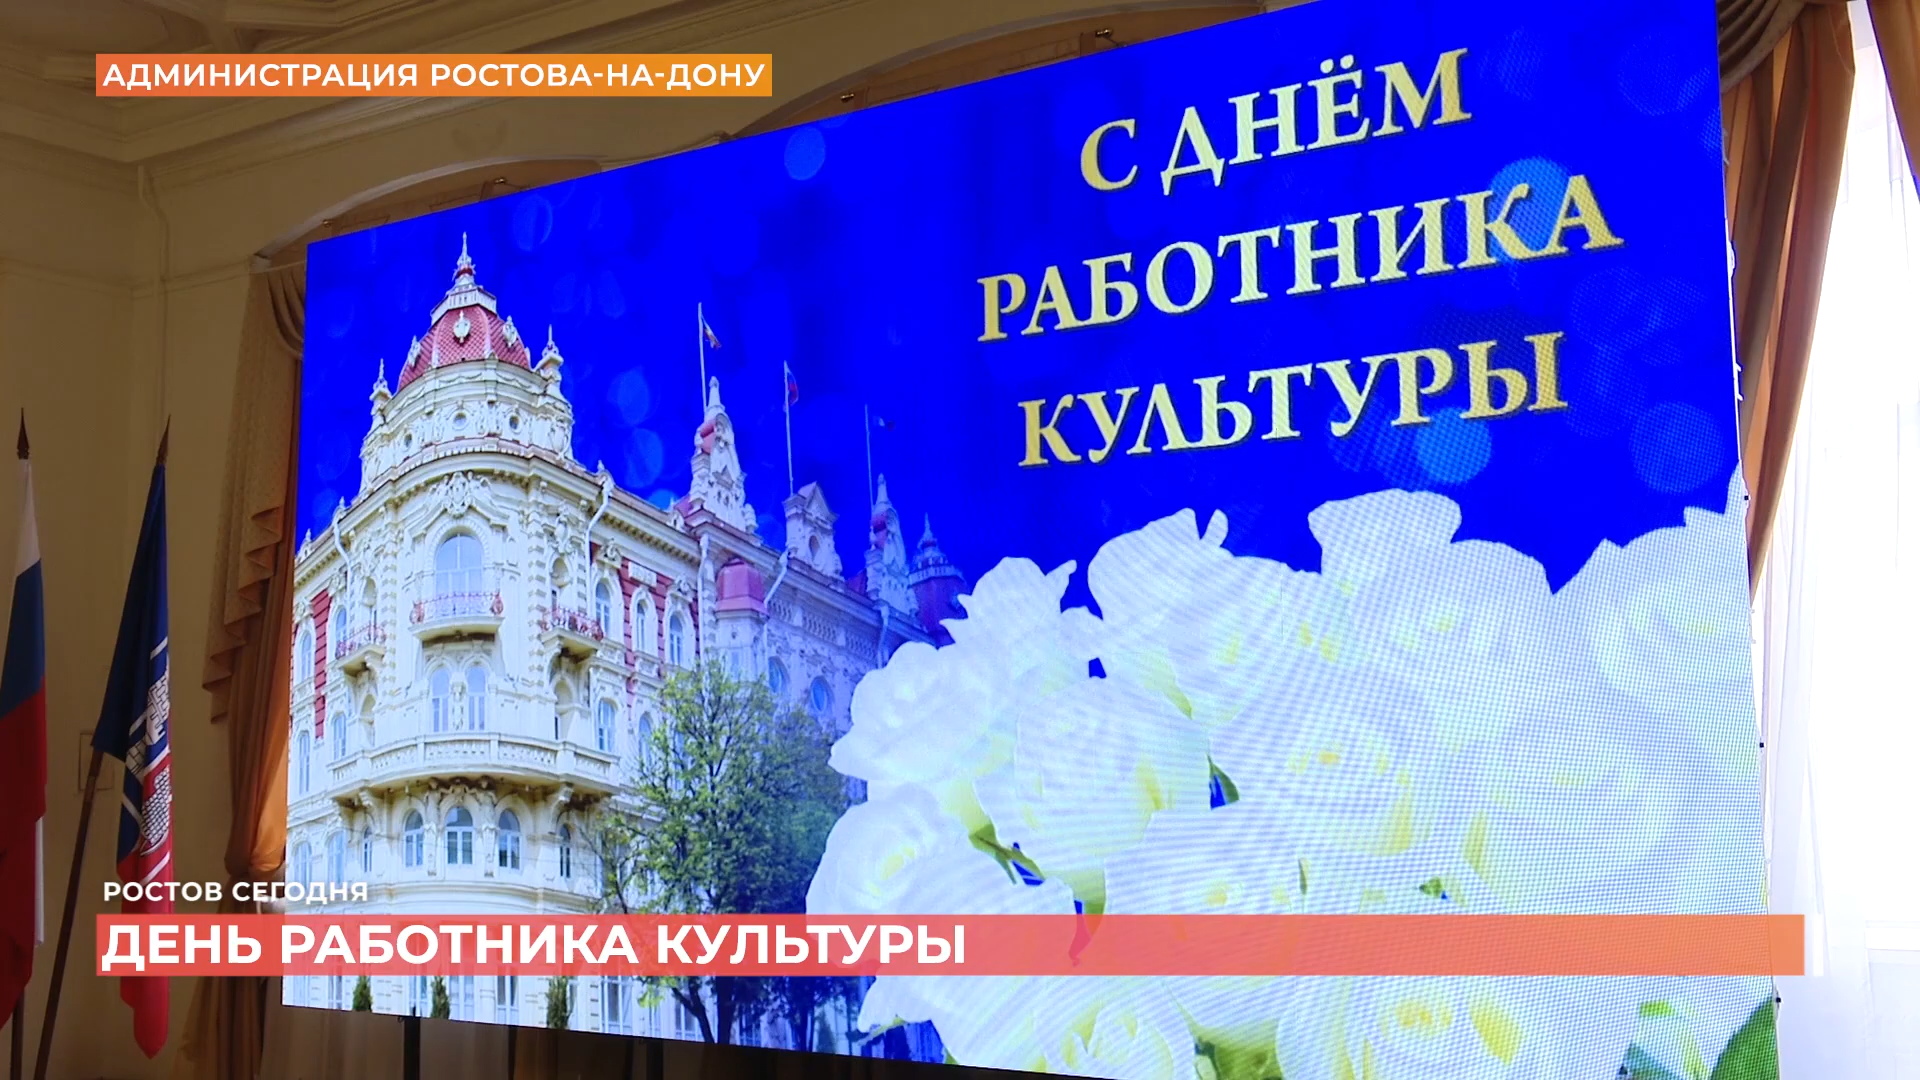 АДМИНИСТРАЦИЯ РОСТОВА-НА-ДОНУ
С ДНЁМ
РАБОТНИКА
КУЛЬТУРЫ
РОСТОВ СЕГОДНЯ
ДЕНЬ РАБОТНИКА КУЛЬТУРЫ